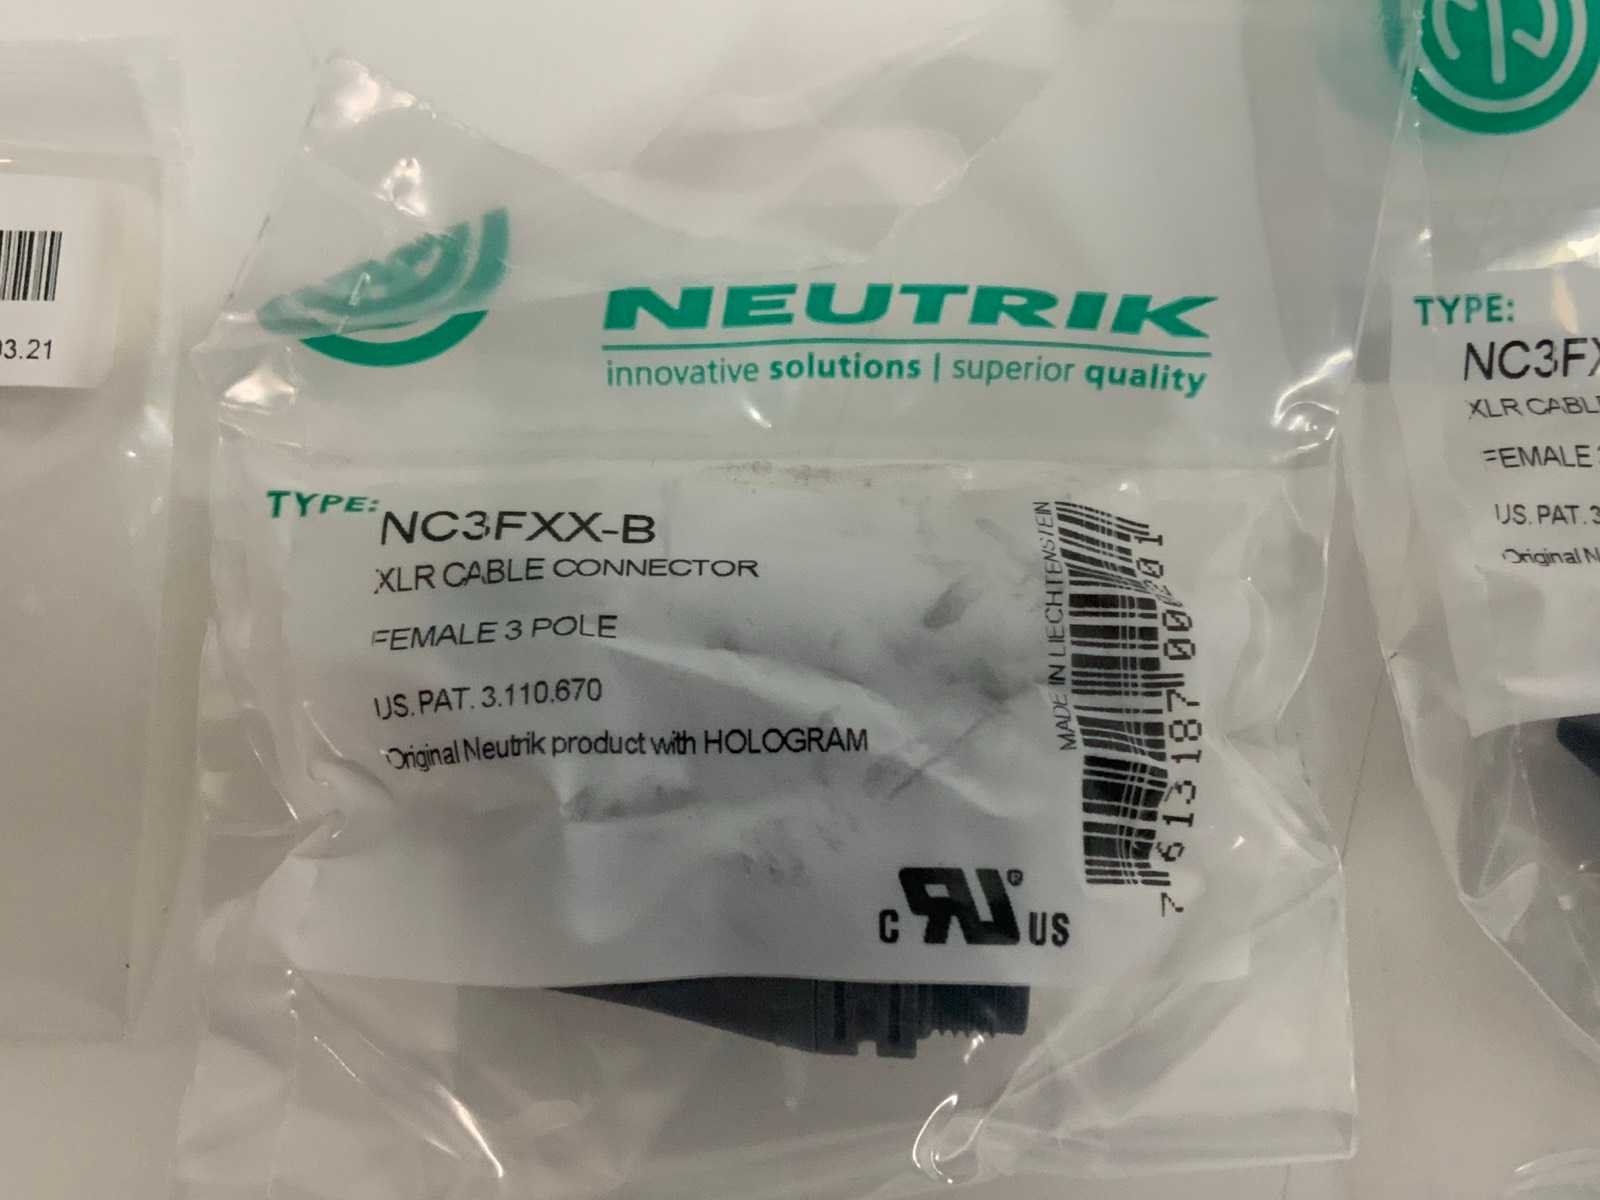 03.21
NEUTRIK
innovative solutions | superior quality
TYPE:
NC3FXX-B
XLR CABLE CONNECTOR
FEMALE 3 POLE
US. PAT. 3.110.670
Original Neutrik product with HOLOGRAM
MADE IN LIECHTENSTEIN
C
US
TYPE:
NC3FX
XLR CABL
FEMALE 3
US. PAT. 3
Original N